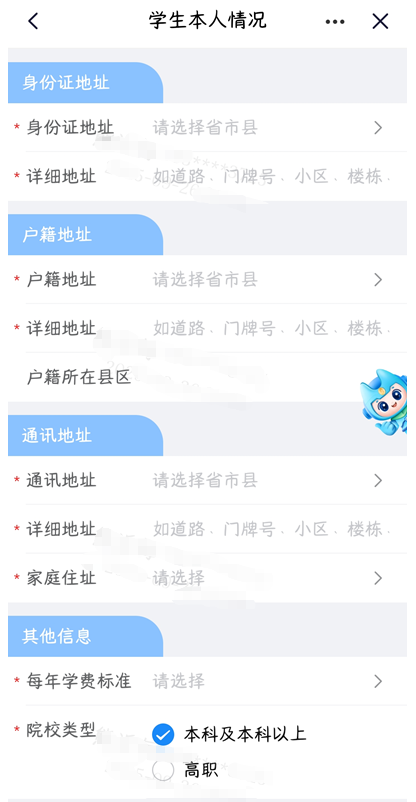 学生本人情况
身份证地址
* 身份证地址 请选择省市县
* 详细地址 如道路、门牌号、小区、楼栋、
户籍地址
* 户籍地址 请选择省市县
* 详细地址 如道路、门牌号、小区、楼栋、
户籍所在县区
通讯地址
* 通讯地址 请选择省市县
* 详细地址 如道路、门牌号、小区、楼栋、
* 家庭住址 请选择
其他信息
* 每年学费标准 请选择
* 院校类型 本科及本科以上
高职